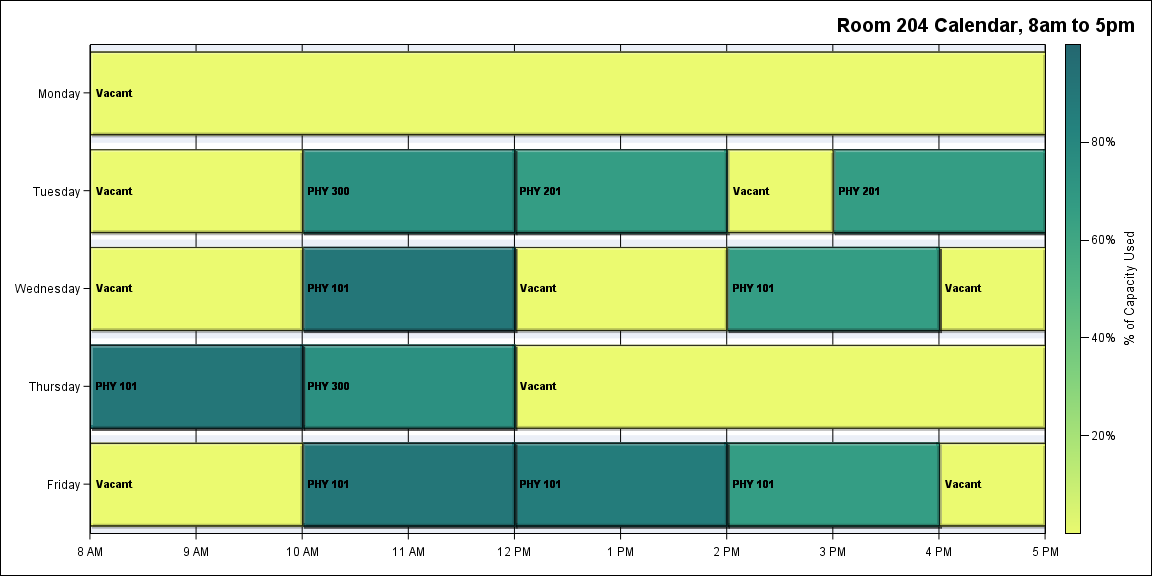 Room 204 Calendar, 8am to 5pm
Monday
Vacant
Tuesday
Vacant
PHY 300
PHY 201
Vacant
PHY 201
Wednesday
Vacant
PHY 101
Vacant
PHY 101
Vacant
Thursday
PHY 101
PHY 300
Vacant
Friday
Vacant
PHY 101
PHY 101
PHY 101
Vacant
8 AM
9 AM
10 AM
11 AM
12 PM
1 PM
2 PM
3 PM
4 PM
5 PM
80%
60%
40%
20%
% of Capacity Used